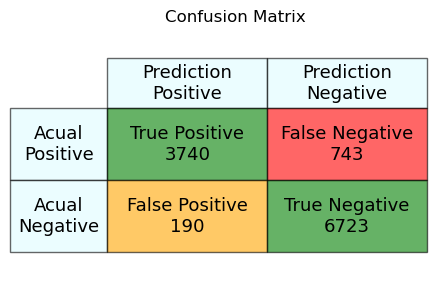 Confusion Matrix
Prediction
Positive
Prediction
Negative
Acual
Positive
True Positive
3740
False Negative
743
Acual
Negative
False Positive
190
True Negative
6723